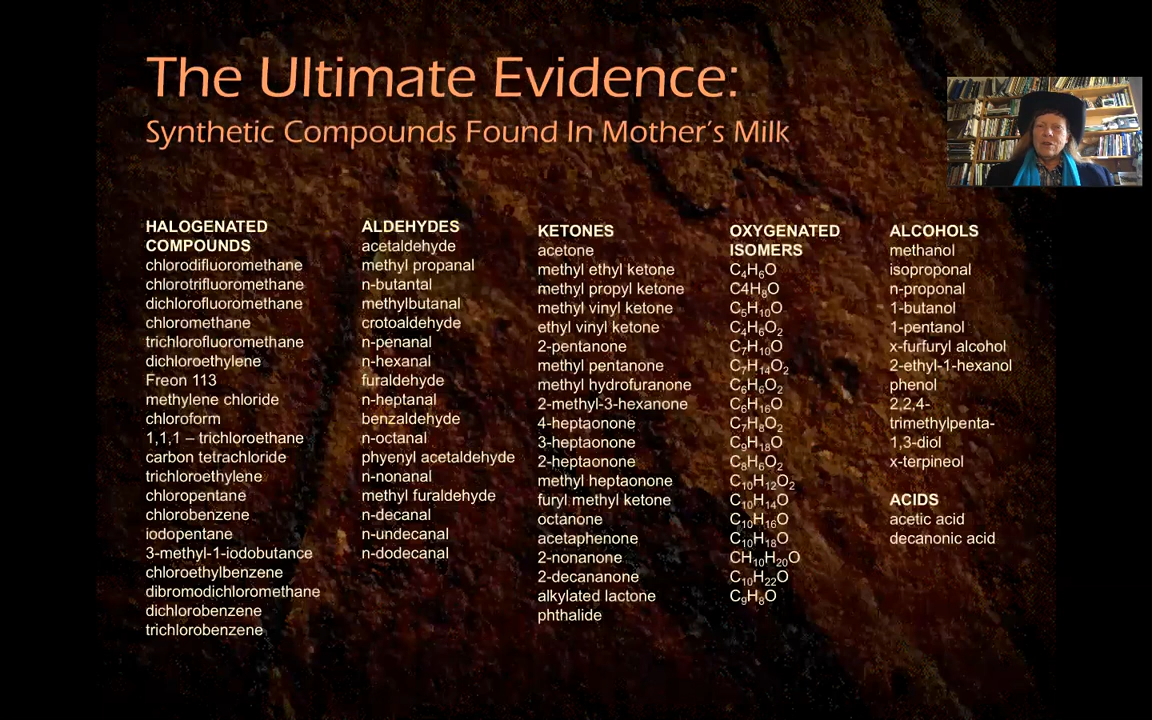 The Ultimate Evidence:
Synthetic Compounds Found In Mother's Milk
HALOGENATED
COMPOUNDS
chlorodifluoromethane
chlorotrifluoromethane
dichlorofluoromethane
chloromethane
trichlorofluoromethane
dichloroethylene
Freon 113
methylene chloride
chloroform
1,1,1 – trichloroethane
carbon tetrachloride
trichloroethylene
chloropentane
chlorobenzene
iodopentane
3-methyl-1-iodobutance
chloroethylbenzene
dibromodichloromethane
dichlorobenzene
trichlorobenzene
ALDEHYDES
acetaldehyde
methyl propanal
n-butantal
methylbutanal
crotoaldehyde
n-penanal
n-hexanal
furaldehyde
n-heptanal
benzaldehyde
n-octanal
phyenyl acetaldehyde
n-nonanal
methyl furaldehyde
n-decanal
n-undecanal
n-dodecanal
KETONES
acetone
methyl ethyl ketone
methyl propyl ketone
methyl vinyl ketone
ethyl vinyl ketone
2-pentanone
methyl pentanone
methyl hydrofuranone
2-methyl-3-hexanone
4-heptaonone
3-heptaonone
2-heptaonone
methyl heptaonone
furyl methyl ketone
octanone
acetaphenone
2-nonanone
2-decananone
alkylated lactone
phthalide
OXYGENATED
ISOMERS
C₄H₆O
C4H₈O
C₅H₁₀O
C₄H₆O₂
C₇H₁₀O
C₇H₁₄O₂
C₆H₆O₂
C₆H₁₆O
C₇H₈O₂
C₉H₁₈O
C₈H₆O₂
C₁₀H₁₂O₂
C₁₀H₁₄O
C₁₀H₁₆O
C₁₀H₁₈O
CH₁₀H₂₀O
C₁₀H₂₂O
C₉H₈O
ALCOHOLS
methanol
isoproponal
n-proponal
1-butanol
1-pentanol
x-furfuryl alcohol
2-ethyl-1-hexanol
phenol
2,2,4-
trimethylpenta-
1,3-diol
x-terpineol
ACIDS
acetic acid
decanonic acid